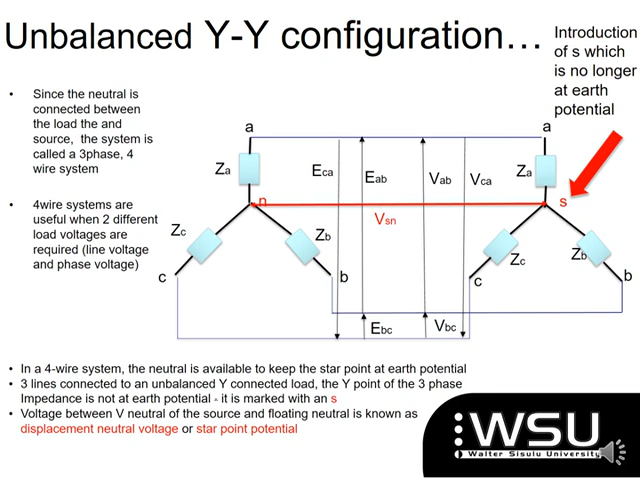 Unbalanced Y-Y configuration…
Introduction
of s which
is no longer
at earth
potential
• Since the neutral is
connected between
the load the and
source, the system is
called a 3phase, 4
wire system
• 4wire systems are
useful when 2 different
load voltages are
required (line voltage
and phase voltage)
a
a
Za
Eca
Eab
Vab
Vca
Za
n
s
Vsn
Zc
Zb
Zc
Zb
c
b
c
b
Ebc
Vbc
• In a 4-wire system, the neutral is available to keep the star point at earth potential
• 3 lines connected to an unbalanced Y connected load, the Y point of the 3 phase
Impedance is not at earth potential - it is marked with an s
• Voltage between V neutral of the source and floating neutral is known as
displacement neutral voltage or star point potential
WSU
Walter Sisulu University